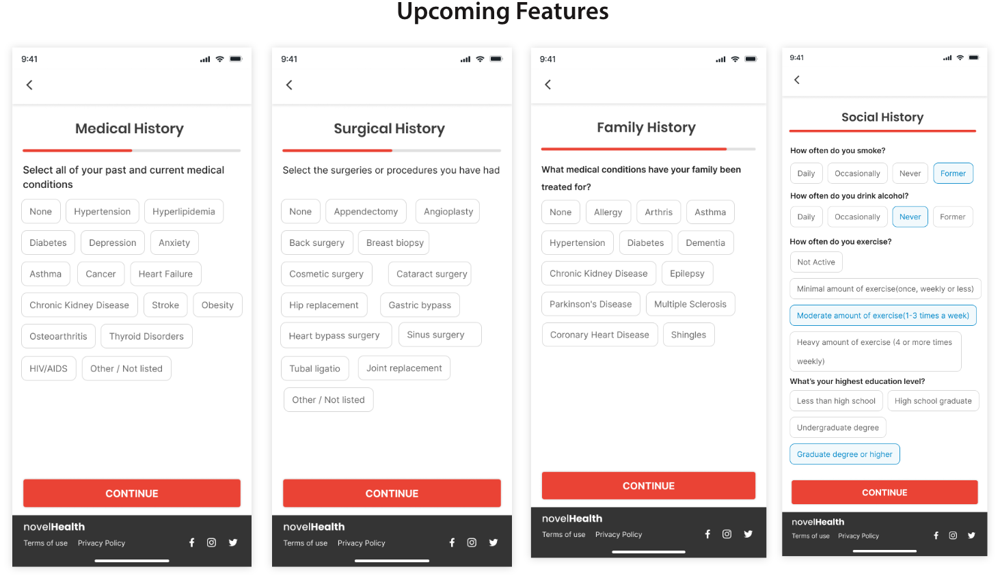 Upcoming Features
9:41
Medical History
Select all of your past and current medical
conditions
None Hypertension Hyperlipidemia
Diabetes Depression Anxiety
Asthma Cancer Heart Failure
Chronic Kidney Disease Stroke Obesity
Osteoarthritis Thyroid Disorders
HIV/AIDS Other / Not listed
CONTINUE
novelHealth
Terms of use Privacy Policy
9:41
Surgical History
Select the surgeries or procedures you have had
None Appendectomy Angioplasty
Back surgery Breast biopsy
Cosmetic surgery Cataract surgery
Hip replacement Gastric bypass
Heart bypass surgery Sinus surgery
Tubal ligatio Joint replacement
Other / Not listed
CONTINUE
novelHealth
Terms of use Privacy Policy
9:41
Family History
What medical conditions have your family been
treated for?
None Allergy Arthris Asthma
Hypertension Diabetes Dementia
Chronic Kidney Disease Epilepsy
Parkinson's Disease Multiple Sclerosis
Coronary Heart Disease Shingles
CONTINUE
novelHealth
Terms of use Privacy Policy
9:41
Social History
How often do you smoke?
Daily Occasionally Never Former
How often do you drink alcohol?
Daily Occasionally Never Former
How often do you exercise?
Not Active
Minimal amount of exercise(once, weekly or less)
Moderate amount of exercise(1-3 times a week)
Heavy amount of exercise (4 or more times
weekly)
What's your highest education level?
Less than high school High school graduate
Undergraduate degree
Graduate degree or higher
CONTINUE
novelHealth
Terms of use Privacy Policy